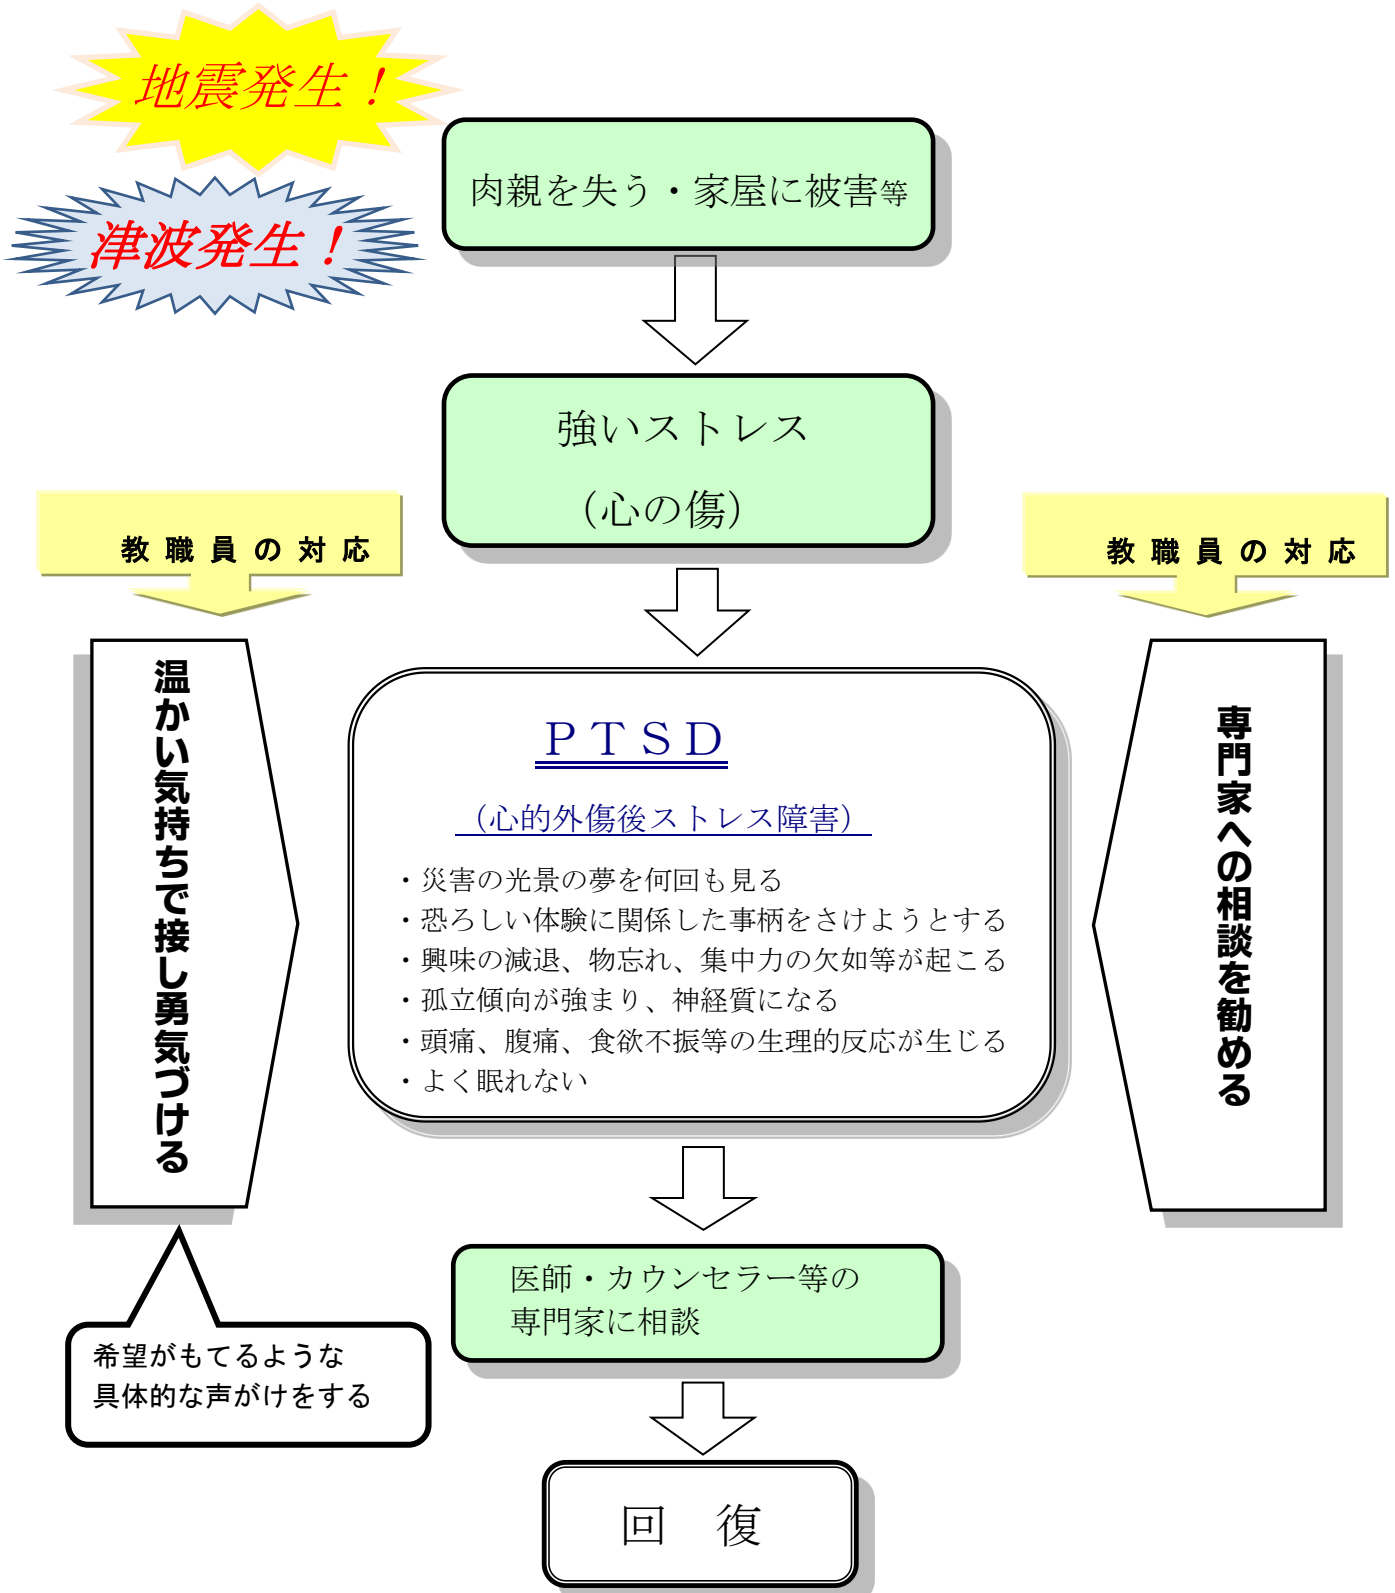 地震発生！
津波発生！
肉親を失う・家屋に被害等
強いストレス
（心の傷）
教職員の対応
教職員の対応
温かい気持ちで接し勇気づける
ＰＴＳＤ
（心的外傷後ストレス障害）
・災害の光景の夢を何回も見る
・恐ろしい体験に関係した事柄をさけようとする
・興味の減退、物忘れ、集中力の欠如等が起こる
・孤立傾向が強まり、神経質になる
・頭痛、腹痛、食欲不振等の生理的反応が生じる
・よく眠れない
専門家への相談を勧める
医師・カウンセラー等の
専門家に相談
希望がもてるような
具体的な声がけをする
回　復